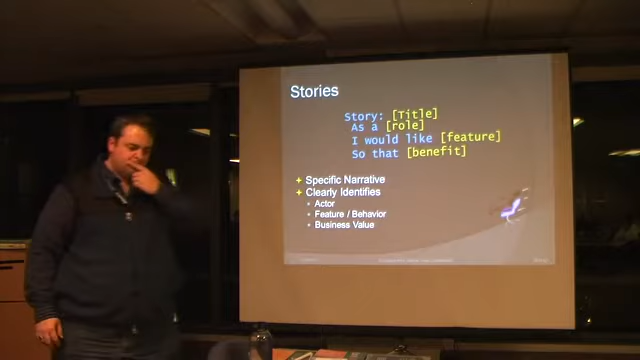 Stories
Story: [Title]
As a [role]
I would like [feature]
So that [benefit]
Specific Narrative
Clearly Identifies
Actor
Feature / Behavior
Business Value